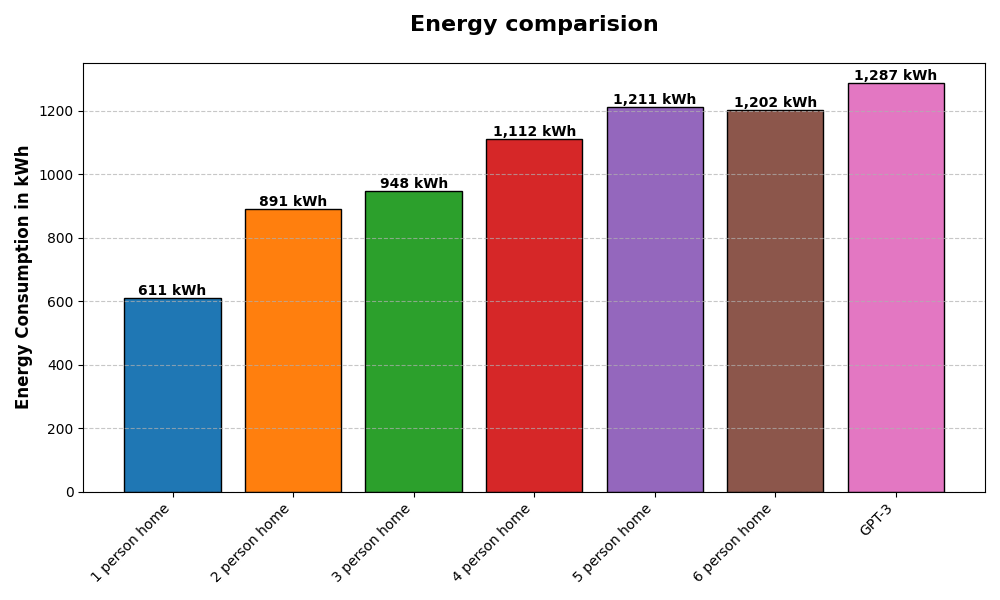 Energy comparision
Energy Consumption in kWh
1200
1000
800
600
400
200
0
611 kWh
891 kWh
948 kWh
1,112 kWh
1,211 kWh
1,202 kWh
1,287 kWh
1 person home
2 person home
3 person home
4 person home
5 person home
6 person home
GPT-3